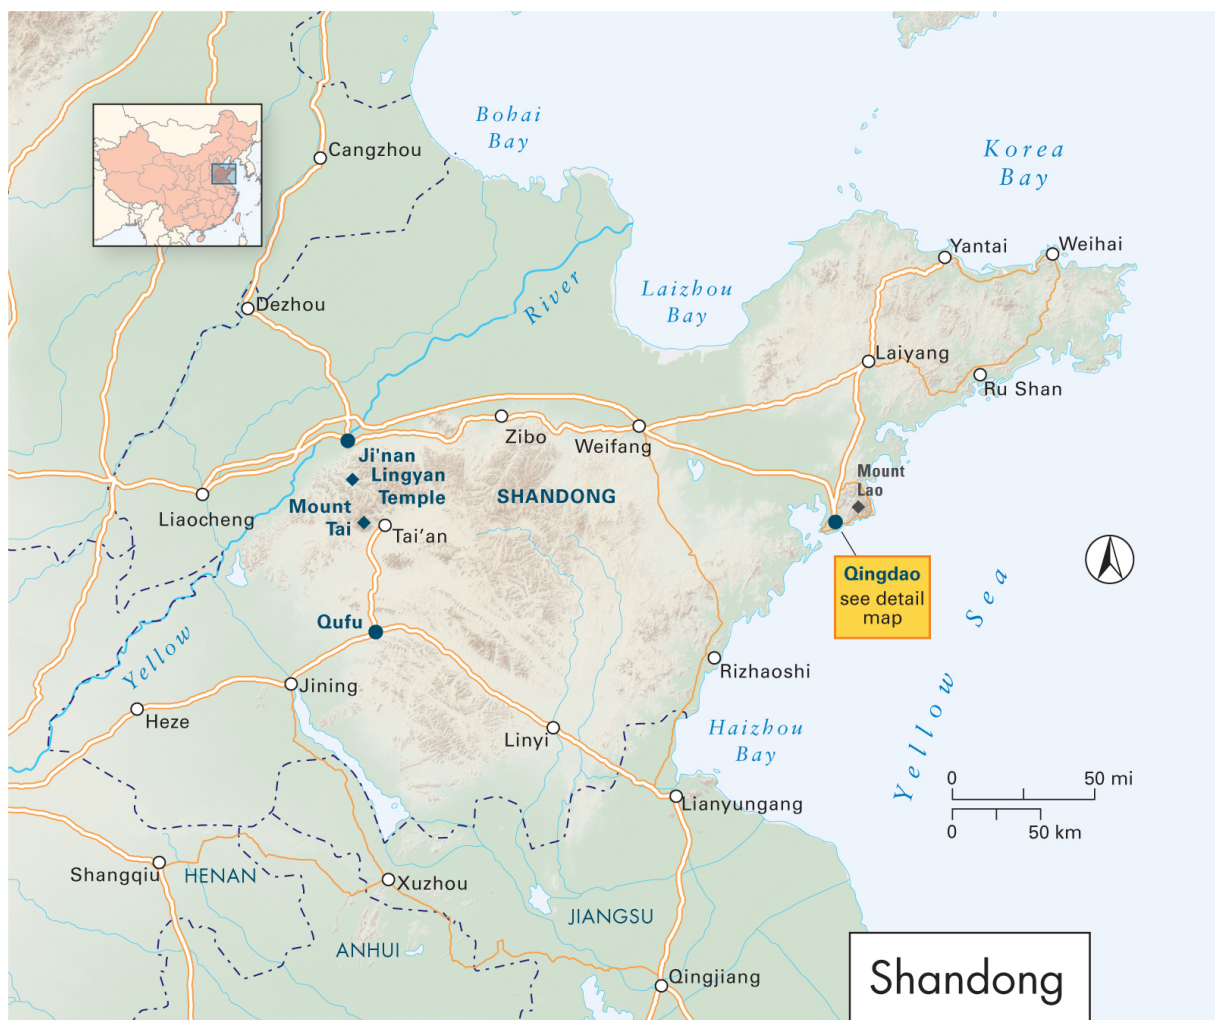 Bohai
Bay
Korea
Bay
Cangzhou
Yantai
Weihai
Dezhou
River
Laizhou
Bay
Laiyang
Ru Shan
Zibo
Weifang
Ji'nan
Lingyan
Temple
SHANDONG
Mount
Lao
Liaocheng
Mount
Tai
Tai’an
Qingdao
see detail
map
Yellow Sea
Qufu
Yellow
Rizhaoshi
Jining
Heze
Linyi
Haizhou
Bay
0 50 mi
0 50 km
Lianyungang
Shangqiu
HENAN
Xuzhou
JIANGSU
ANHUI
Qingjiang
Shandong